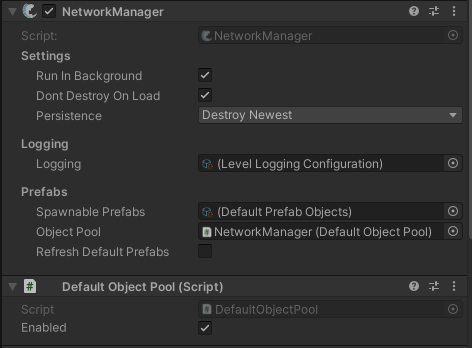 NetworkManager
Script: NetworkManager
Settings
Run In Background
Dont Destroy On Load
Persistence Destroy Newest
Logging
Logging (Level Logging Configuration)
Prefabs
Spawnable Prefabs (Default Prefab Objects)
Object Pool NetworkManager (Default Object Pool)
Refresh Default Prefabs
# Default Object Pool (Script)
Script DefaultObjectPool
Enabled